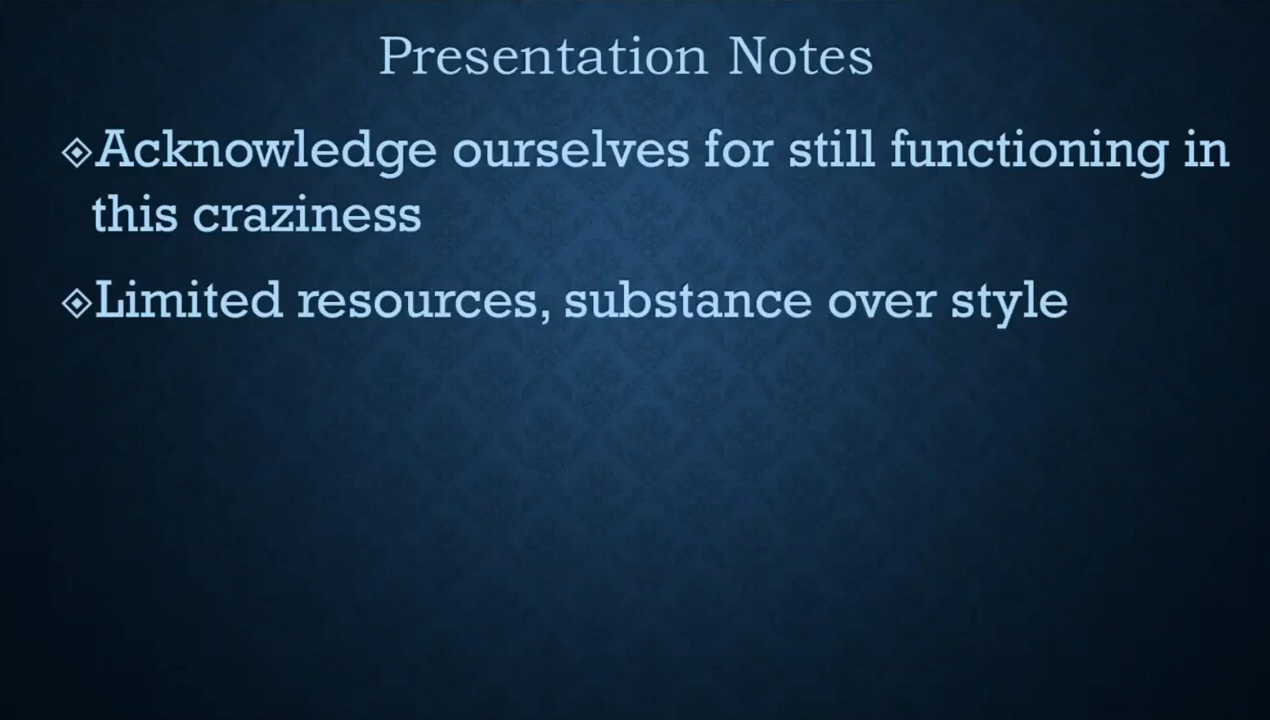 Presentation Notes
Acknowledge ourselves for still functioning in
this craziness
Limited resources, substance over style